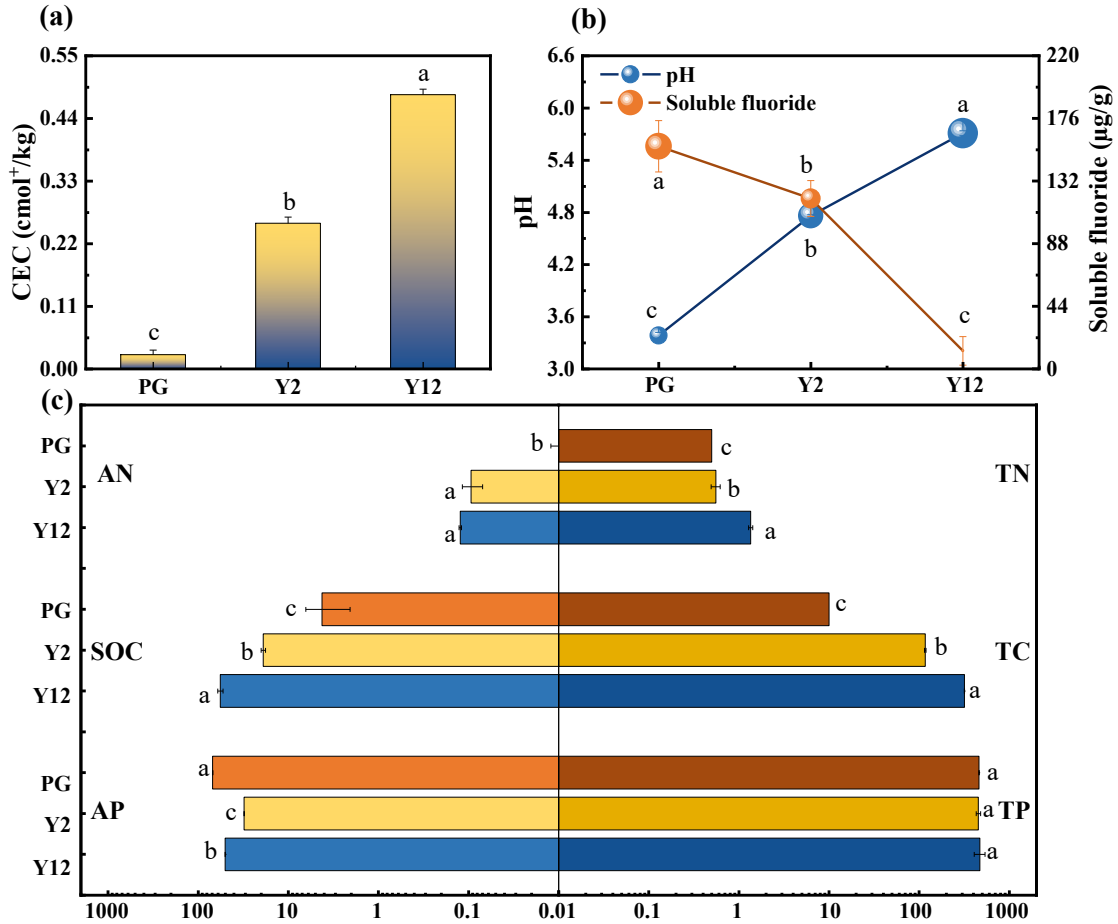 (a)
CEC (cmol+/kg)
0.55
0.44
0.33
0.22
0.11
0.00
c
b
a
PG
Y2
Y12
(b)
pH
6.6
6.0
5.4
4.8
4.2
3.6
3.0
pH
Soluble fluoride
a
b
c
c
b
a
PG
Y2
Y12
220
176
132
88
44
0
Soluble fluoride (μg/g)
(c)
PG
b
c
AN
TN
Y2
a
b
Y12
a
a
PG
c
c
Y2
SOC
b
b
TC
Y12
a
a
PG
a
a
AP
TP
Y2
c
a
Y12
b
a
1000 100 10 1 0.1 0.01 0.1 1 10 100 1000